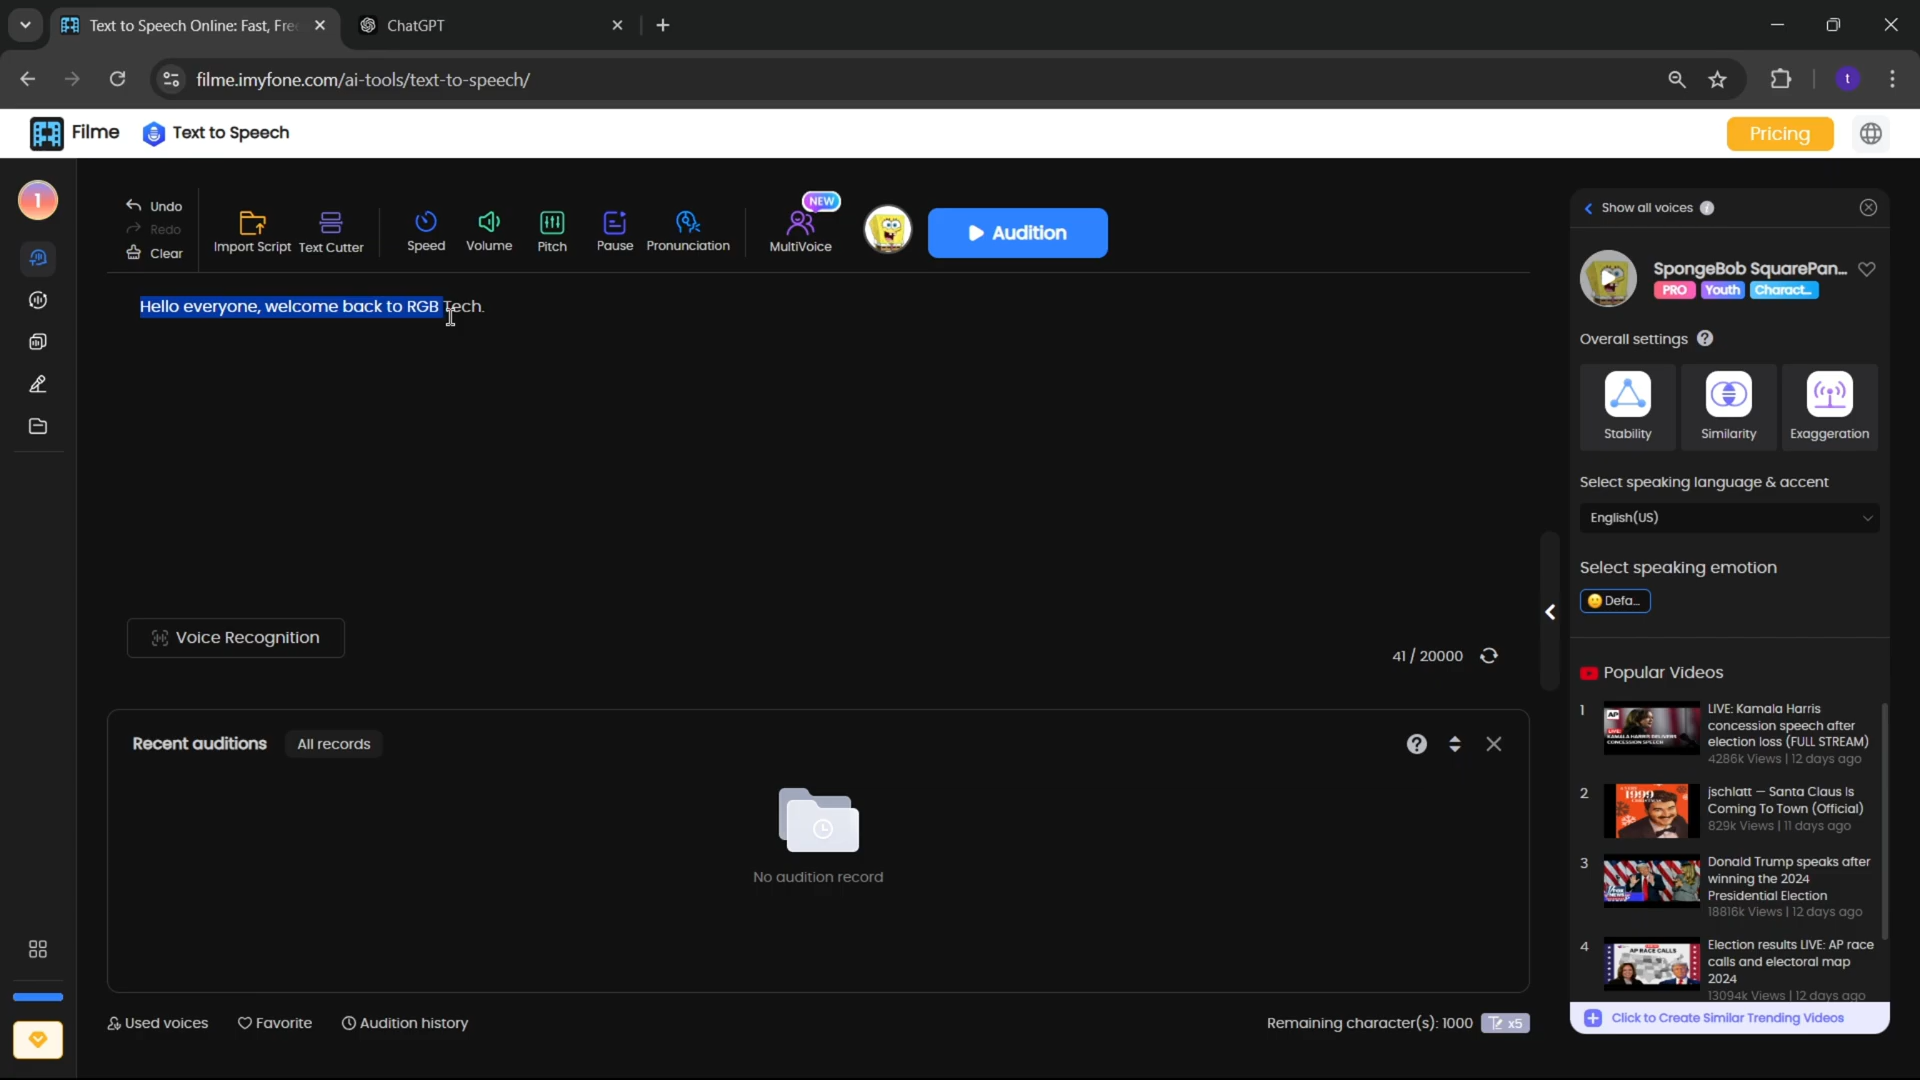 Text to Speech Online: Fast, Fre
ChatGPT
filme.imyfone.com/ai-tools/text-to-speech/
t
Filme
Text to Speech
Pricing
1
Undo
Redo
Clear
Import Script
Text Cutter
Speed
Volume
Pitch
Pause
Pronunciation
NEW
MultiVoice
Audition
Hello everyone, welcome back to RGB Tech.
Voice Recognition
41 / 20000
Recent auditions
All records
No audition record
Used voices
Favorite
Audition history
Remaining character(s): 1000
x5
Show all voices
SpongeBob SquarePan...
PRO
Youth
Charact...
Overall settings
Stability
Similarity
Exaggeration
Select speaking language & accent
English(US)
Select speaking emotion
Defa...
Popular Videos
1
LIVE: Kamala Harris
concession speech after
election loss (FULL STREAM)
4286k Views | 12 days ago
2
jschlatt — Santa Claus Is
Coming To Town (Official)
829k Views | 11 days ago
3
Donald Trump speaks after
winning the 2024
Presidential Election
18816k Views | 12 days ago
4
Election results LIVE: AP race
calls and electoral map
2024
13094k Views | 12 days ago
Click to Create Similar Trending Videos